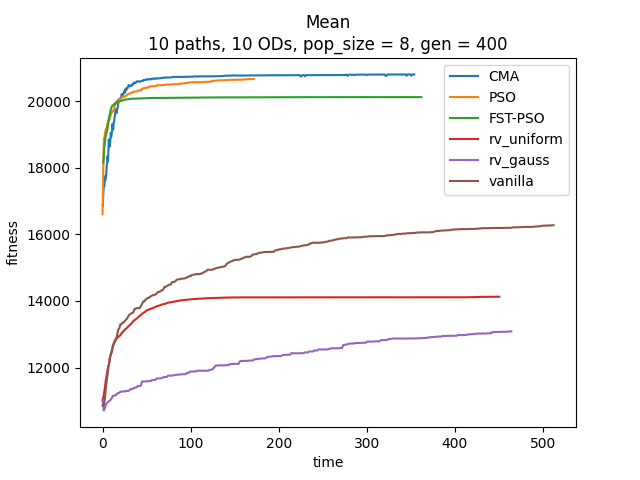 Mean
10 paths, 10 ODs, pop_size = 8, gen = 400
CMA
PSO
FST-PSO
rv_uniform
rv_gauss
vanilla
fitness
20000
18000
16000
14000
12000
0 100 200 300 400 500
time